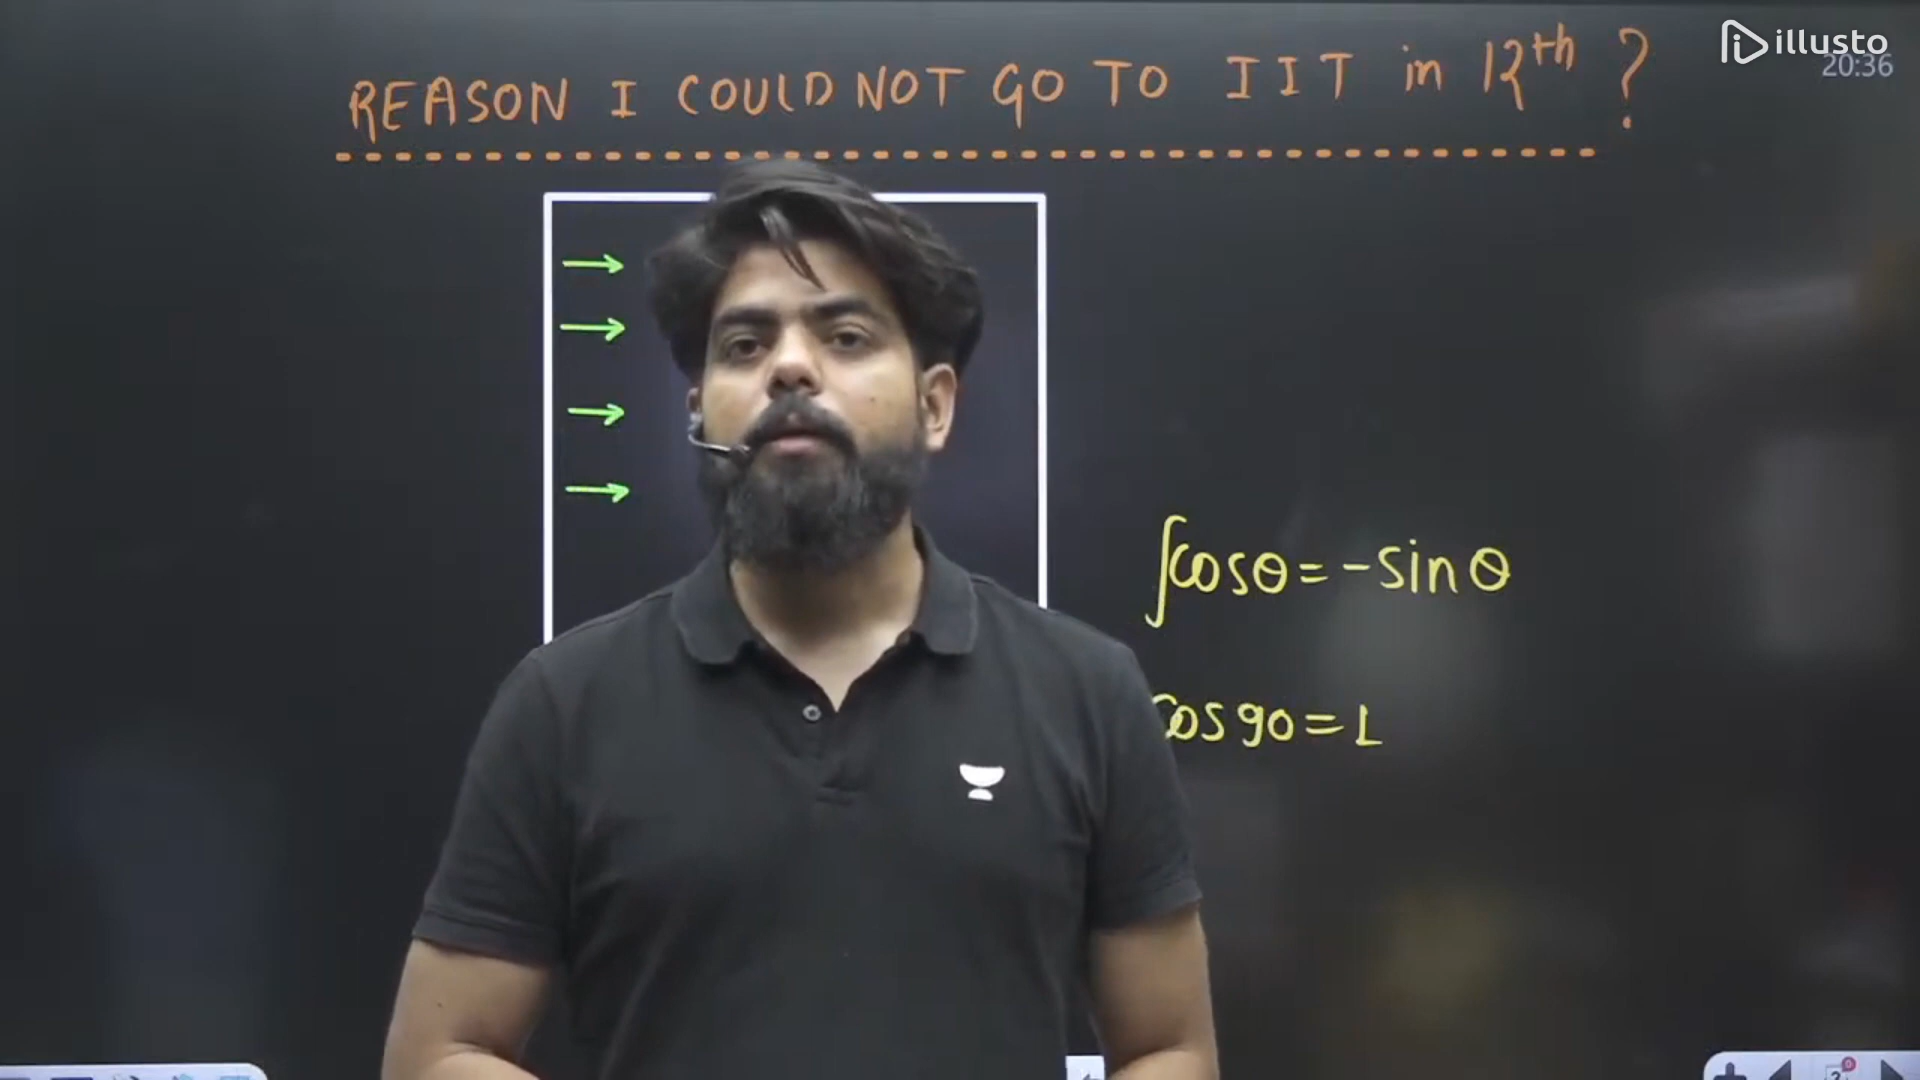 REASON I COULD NOT GO TO IIT in 12th ?
illusto
20:36
∫cosθ = -sinθ
cos 90 = 1